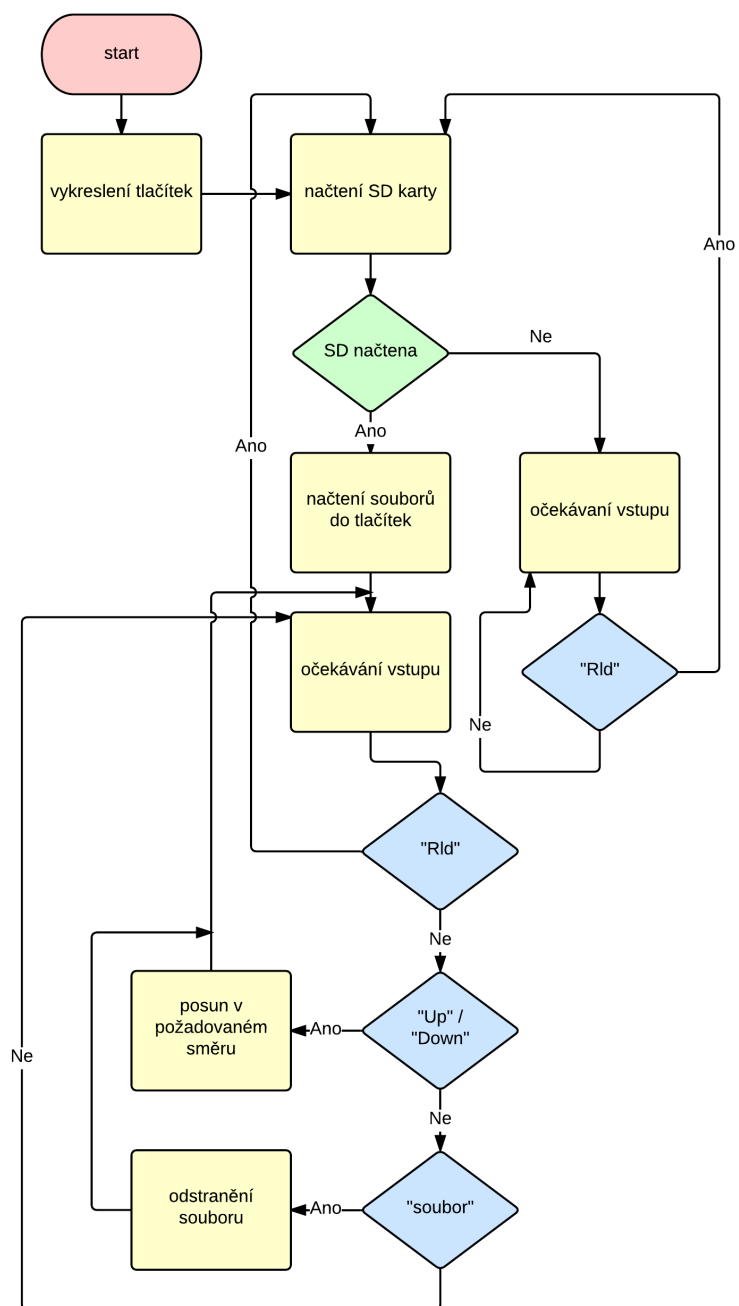 start
vykreslení tlačítek
načtení SD karty
Ano
SD načtena
Ne
Ano
Ano
načtení souborů
do tlačítek
očekávaní vstupu
očekávání vstupu
"Rld"
Ne
"Rld"
Ne
"Up" /
"Down"
Ano
posun v
požadovaném
směru
Ne
Ne
"soubor"
Ano
odstranění
souboru